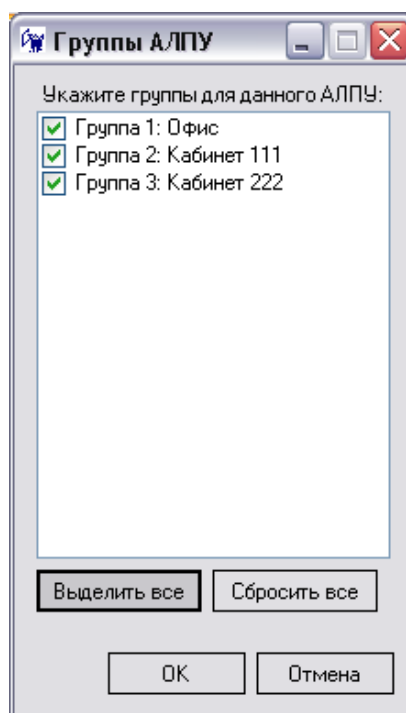 Группы АЛПУ
Укажите группы для данного АЛПУ:
Группа 1: Офис
Группа 2: Кабинет 111
Группа 3: Кабинет 222
Выделить все
Сбросить все
OK
Отмена